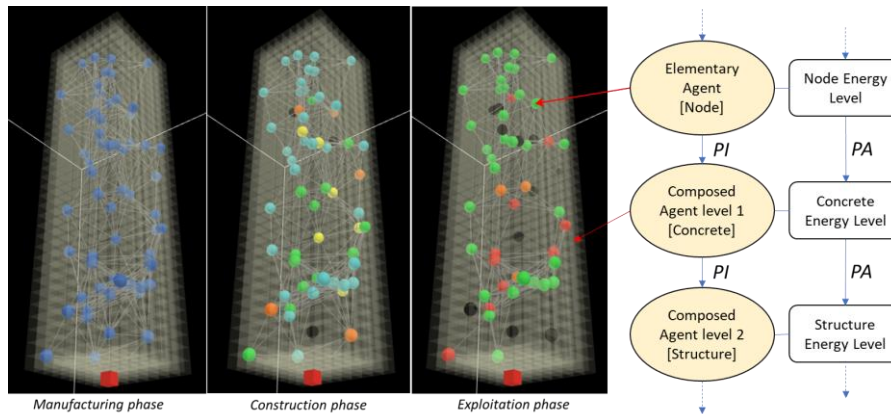 Elementary
Agent
[Node]
Node Energy
Level
PI
PA
Composed
Agent level 1
[Concrete]
Concrete
Energy Level
PI
PA
Composed
Agent level 2
[Structure]
Structure
Energy Level
Manufacturing phase
Construction phase
Exploitation phase